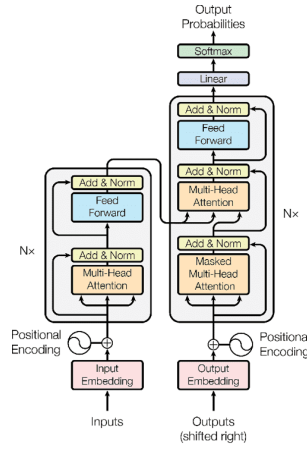 Output
Probabilities
Softmax
Linear
Add & Norm
Feed
Forward
Add & Norm
Multi-Head
Attention
Add & Norm
Masked
Multi-Head
Attention
N×
Add & Norm
Feed
Forward
N×
Add & Norm
Multi-Head
Attention
Positional
Encoding
Positional
Encoding
Input
Embedding
Output
Embedding
Inputs
Outputs
(shifted right)